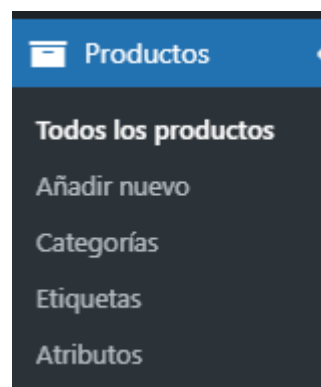 Productos
Todos los productos
Añadir nuevo
Categorías
Etiquetas
Atributos